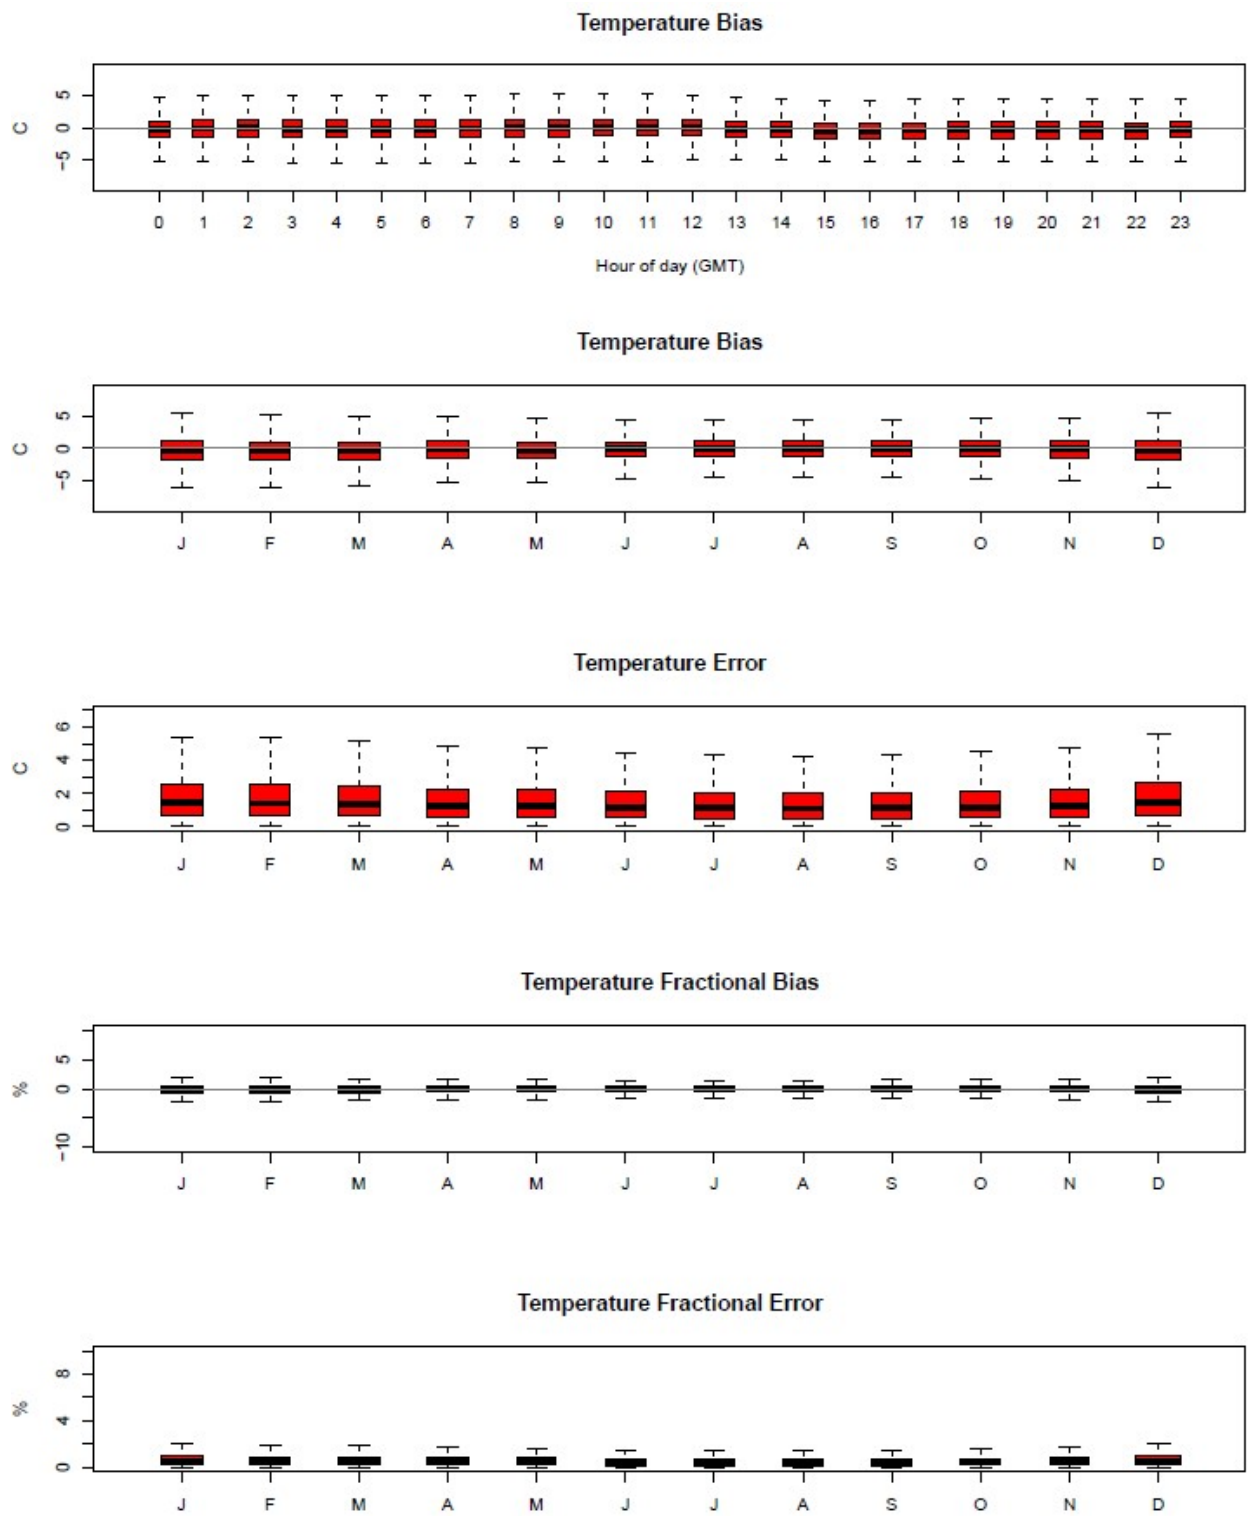 Temperature Bias
5
0
−5
C
0 1 2 3 4 5 6 7 8 9 10 11 12 13 14 15 16 17 18 19 20 21 22 23
Hour of day (GMT)
Temperature Bias
5
0
−5
C
J F M A M J J A S O N D
Temperature Error
6
4
2
0
C
J F M A M J J A S O N D
Temperature Fractional Bias
5
0
−10
%
J F M A M J J A S O N D
Temperature Fractional Error
8
4
0
%
J F M A M J J A S O N D